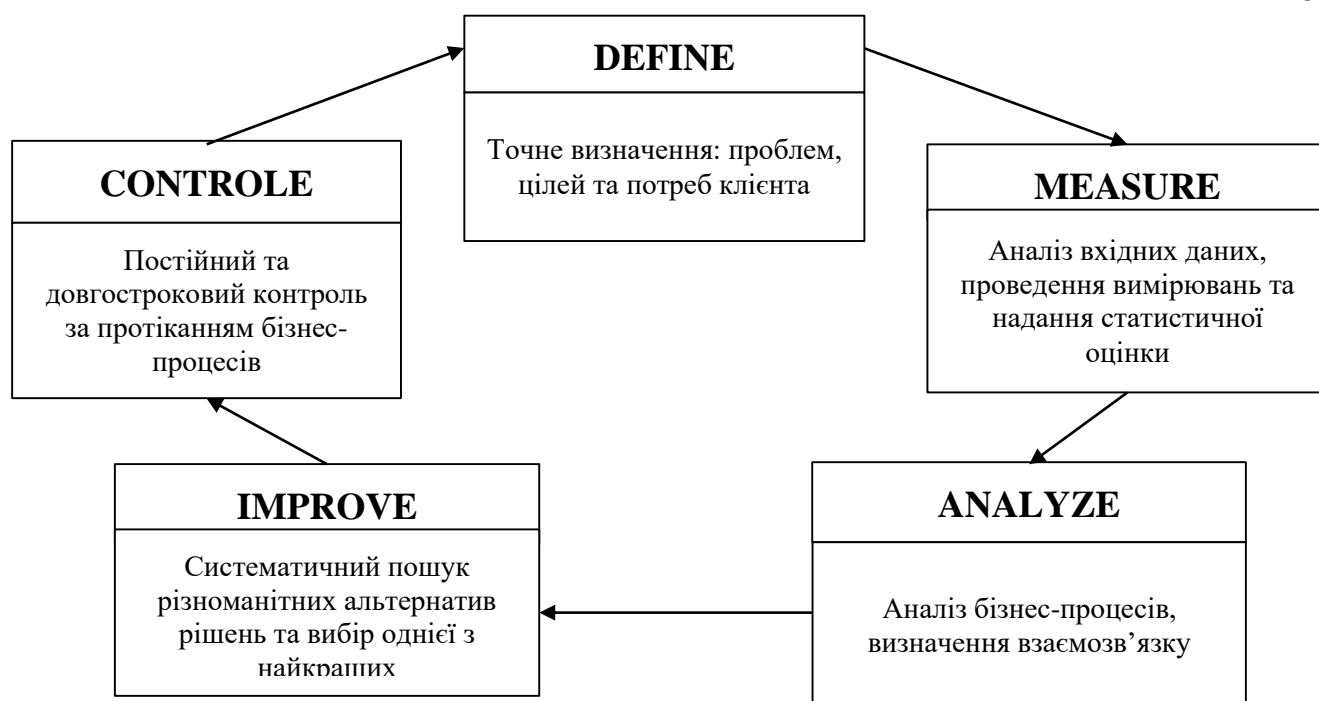 DEFINE
Точне визначення: проблем,
цілей та потреб клієнта
MEASURE
Аналіз вхідних даних,
проведення вимірювань та
надання статистичної
оцінки
ANALYZE
Аналіз бізнес-процесів,
визначення взаємозв’язку
IMPROVE
Систематичний пошук
різноманітних альтернатив
рішень та вибір однієї з
найкращих
CONTROLE
Постійний та
довгостроковий контроль
за протіканням бізнес-
процесів